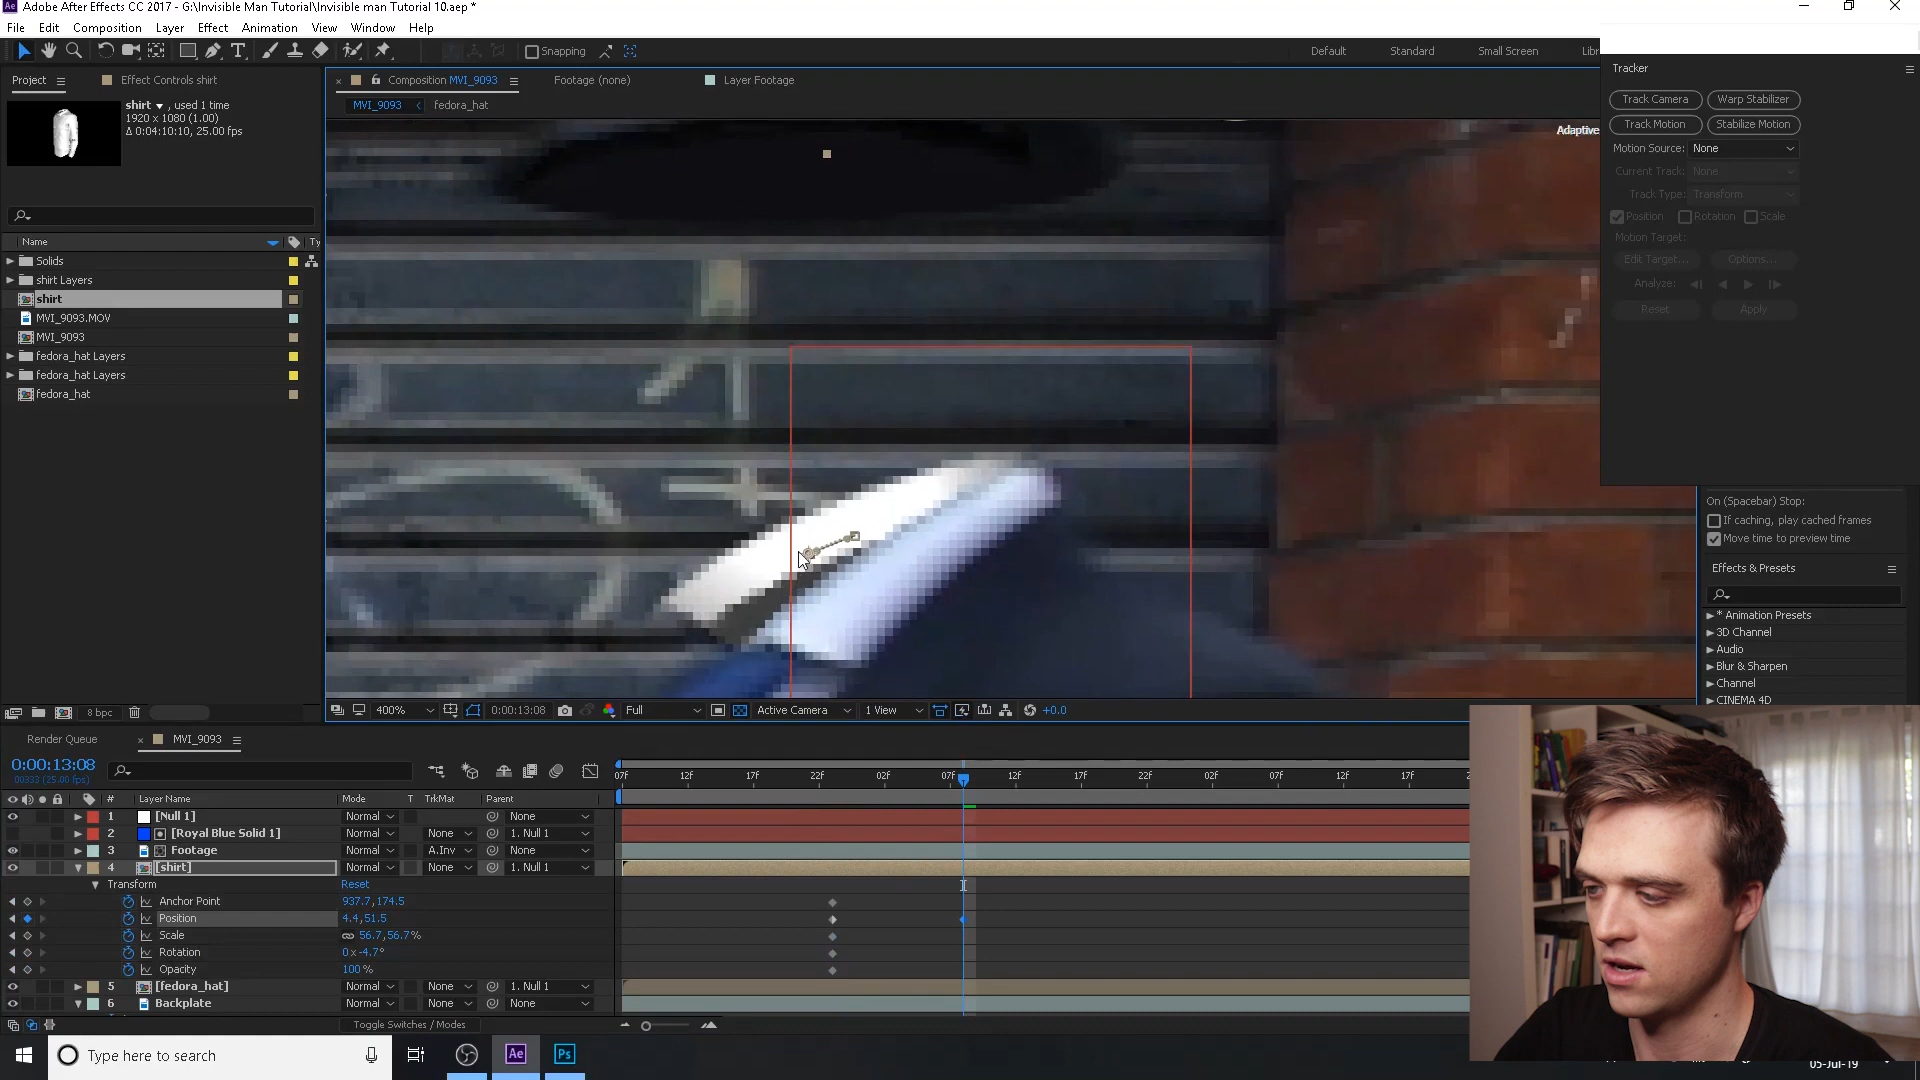 Adobe After Effects CC 2017 - G:\Invisible Man Tutorial\Invisible man Tutorial 10.aep *
File Edit Composition Layer Effect Animation View Window Help
Snapping Default Standard Small Screen Libr
Project Effect Controls shirt Composition MVI_9093 Footage (none) Layer Footage
shirt , used 1 time
1920 x 1080 (1.00)
Δ 0:04:10:10, 25.00 fps
MVI_9093 fedora_hat
Adaptive
Name Ty
Solids
shirt Layers
shirt
MVI_9093.MOV
MVI_9093
fedora_hat Layers
fedora_hat Layers
fedora_hat
8 bpc
400% 0:00:13:08 Full Active Camera 1 View +0.0
Tracker
Track Camera Warp Stabilizer
Track Motion Stabilize Motion
Motion Source: None
Current Track: None
Track Type: Transform
Position Rotation Scale
Motion Target:
Edit Target... Options...
Analyze:
Reset Apply
On (Spacebar) Stop:
If caching, play cached frames
Move time to preview time
Effects & Presets
* Animation Presets
3D Channel
Audio
Blur & Sharpen
Channel
CINEMA 4D
Render Queue MVI_9093
0:00:13:08
00333 (25.00 fps)
07f 12f 17f 22f 02f 07f 12f 17f 22f 02f 07f 12f 17f
# Layer Name Mode T TrkMat Parent
1 [Null 1] Normal None
2 [Royal Blue Solid 1] Normal None 1. Null 1
3 Footage Normal A.Inv None
4 [shirt] Normal None 1. Null 1
Transform Reset
Anchor Point 937.7,174.5
Position 4.4,51.5
Scale 56.7,56.7%
Rotation 0x-4.7°
Opacity 100%
5 [fedora_hat] Normal None 1. Null 1
6 Backplate Normal None None
Toggle Switches / Modes
Type here to search Ae Ps
05-Jul-19